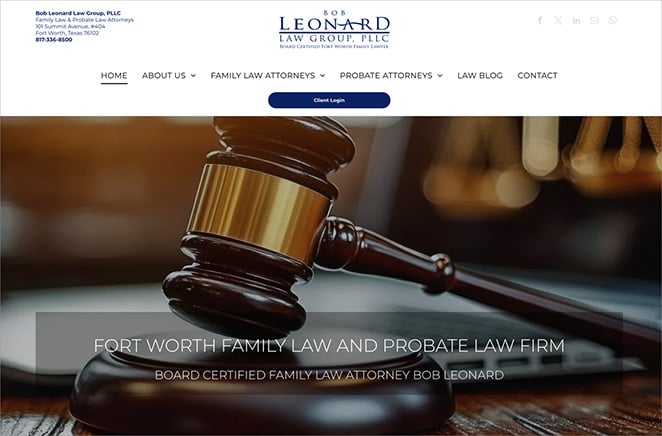 Bob Leonard Law Group, PLLC
Family Law & Probate Law Attorneys
101 Summit Avenue, #404
Fort Worth, Texas 76102
817-336-8500
BOB
LEONARD
LAW GROUP, PLLC
BOARD CERTIFIED FORT WORTH FAMILY LAWYER
HOME ABOUT US FAMILY LAW ATTORNEYS PROBATE ATTORNEYS LAW BLOG CONTACT
Client Login
FORT WORTH FAMILY LAW AND PROBATE LAW FIRM
BOARD CERTIFIED FAMILY LAW ATTORNEY BOB LEONARD